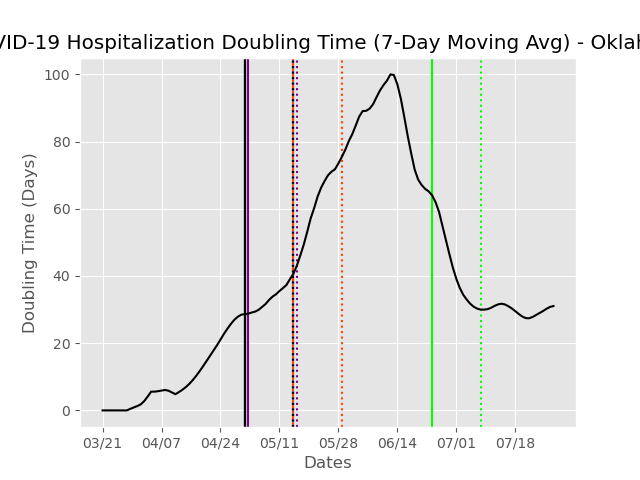 VID-19 Hospitalization Doubling Time (7-Day Moving Avg) - Oklah
Doubling Time (Days)
100
80
60
40
20
0
03/21 04/07 04/24 05/11 05/28 06/14 07/01 07/18
Dates